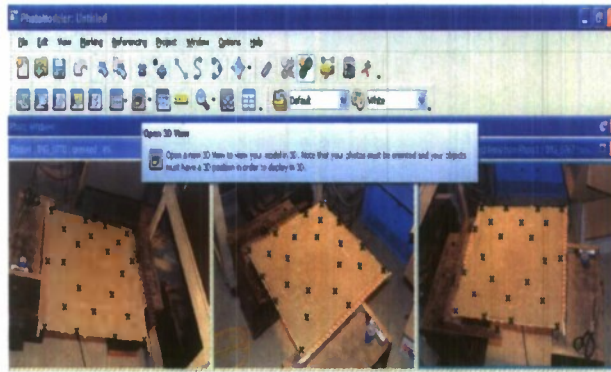 PhotoModeler: Untitled
File Edit View Marking Referencing Project Window Options Help
Default White
Open 3D View
Open a new 3D View to view your model in 3D. Note that your photos must be oriented and your objects
must have a 3D position in order to display in 3D.